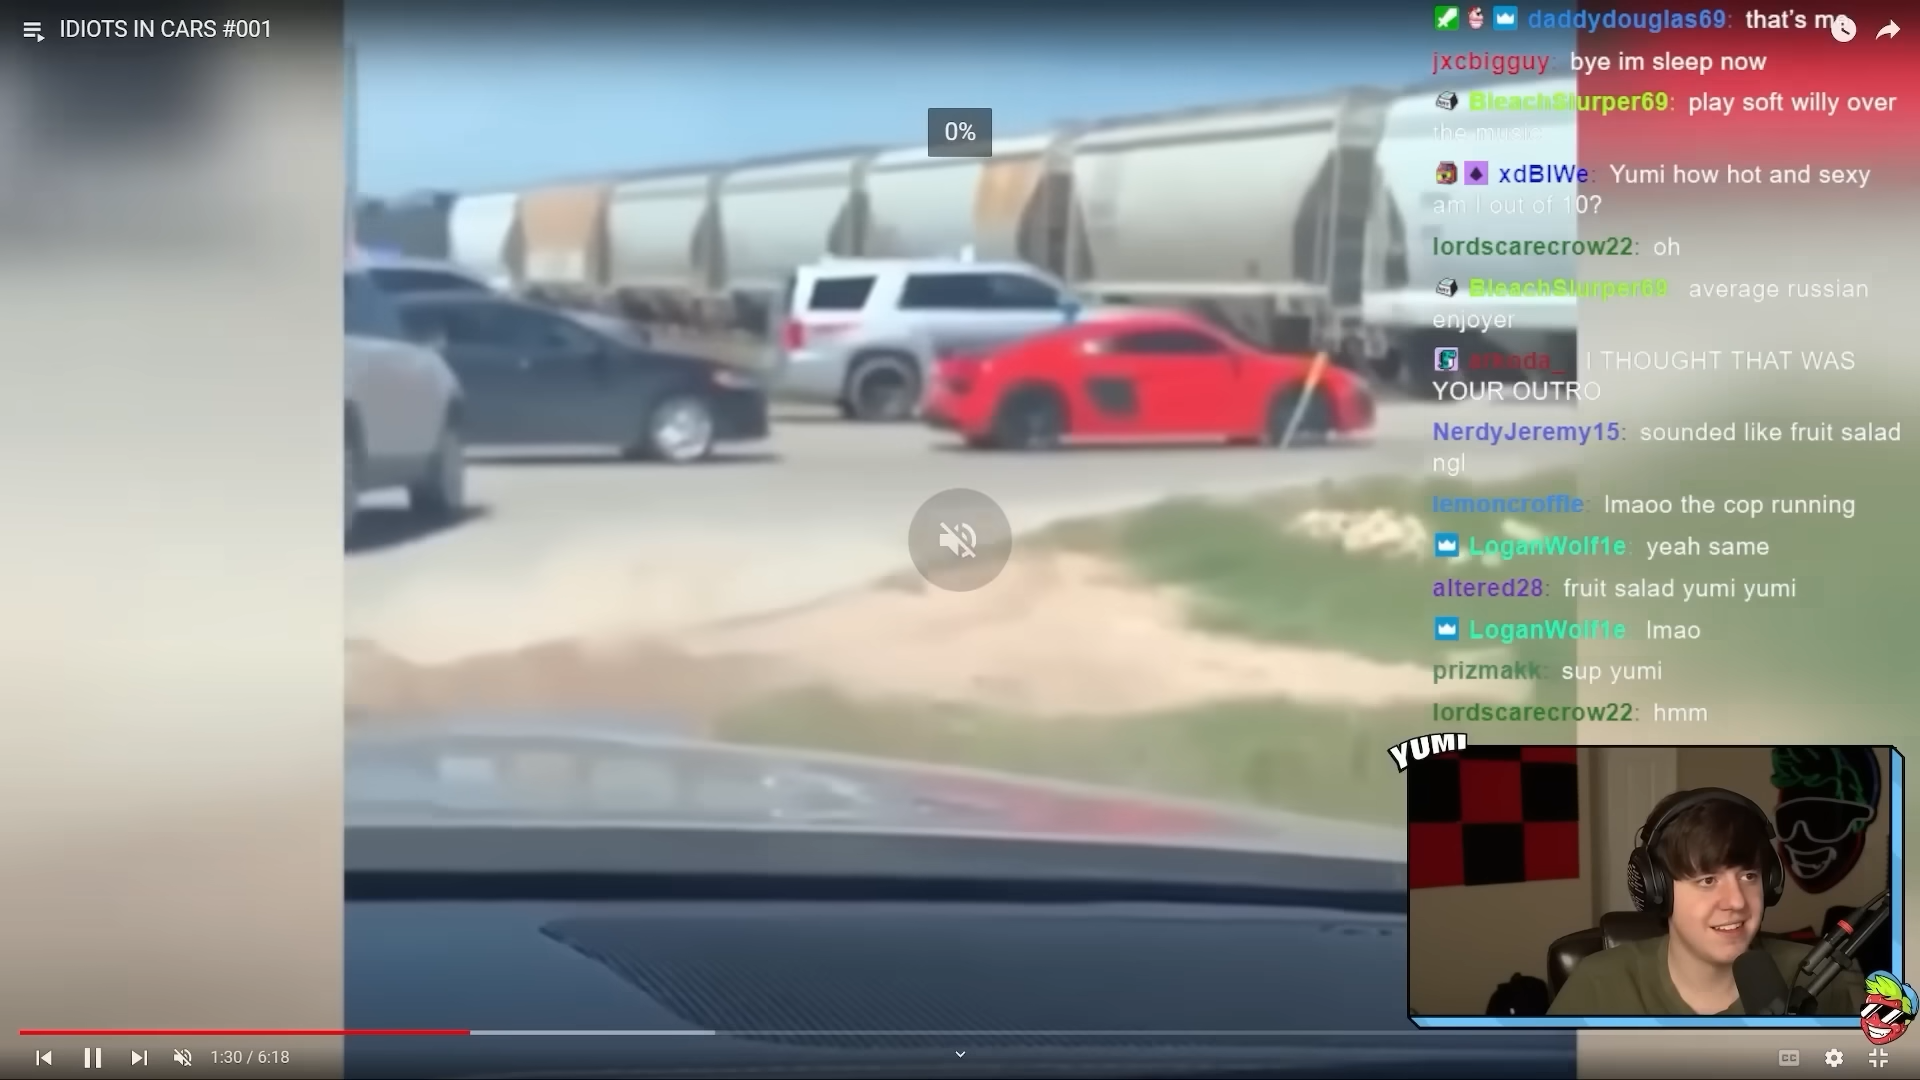 IDIOTS IN CARS #001
0%
daddydouglas69: that's me
jxcbigguy: bye im sleep now
BleachSlurper69: play soft willy over
the music
xdBIWe: Yumi how hot and sexy
am I out of 10?
lordscarecrow22: oh
BleachSlurper69: average russian
enjoyer
I THOUGHT THAT WAS
YOUR OUTRO
NerdyJeremy15: sounded like fruit salad
ngl
lemoncroffle: lmaoo the cop running
LoganWolf1e: yeah same
altered28: fruit salad yumi yumi
LoganWolf1e: lmao
prizmakk: sup yumi
lordscarecrow22: hmm
YUMI
1:30 / 6:18
CC